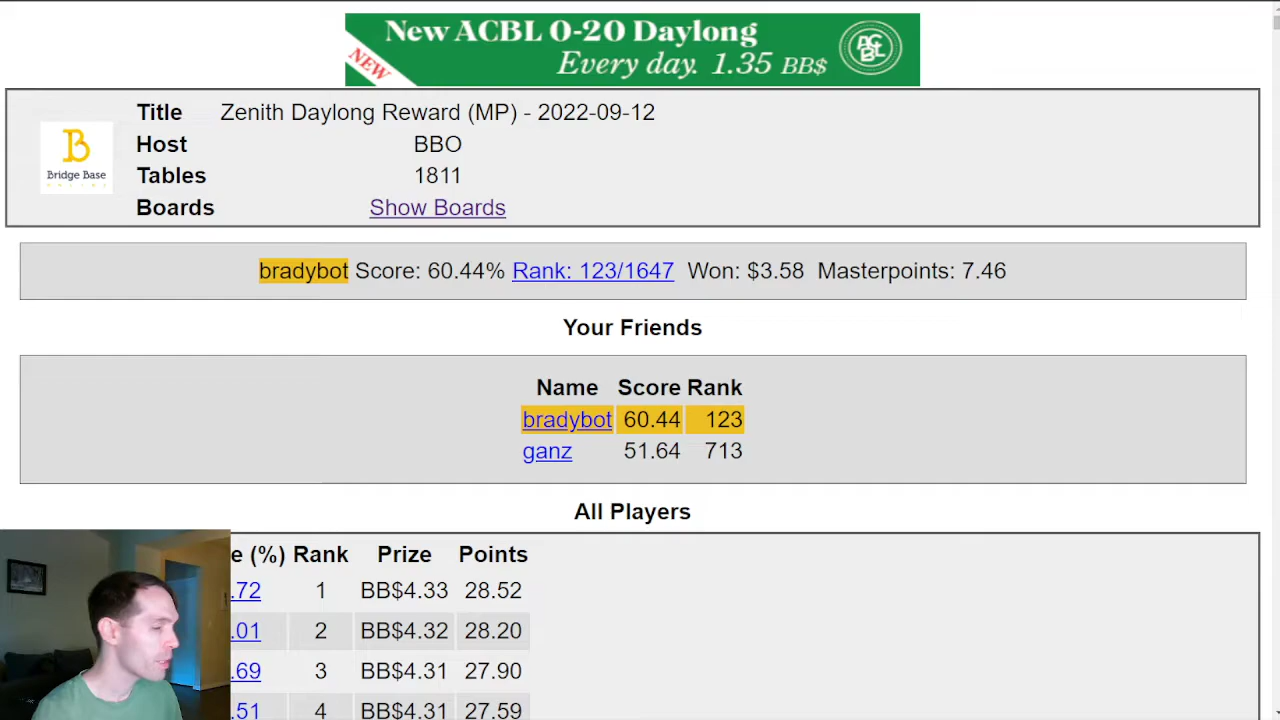 New ACBL 0-20 Daylong
NEW
Every day. 1.35 BB$
ACBL
Title Zenith Daylong Reward (MP) - 2022-09-12
Host BBO
Bridge Base
ONLINE
Tables 1811
Boards Show Boards
bradybot Score: 60.44% Rank: 123/1647 Won: $3.58 Masterpoints: 7.46
Your Friends
Name Score Rank
bradybot 60.44 123
ganz 51.64 713
All Players
e (%) Rank Prize Points
.72 1 BB$4.33 28.52
.01 2 BB$4.32 28.20
.69 3 BB$4.31 27.90
.51 4 BB$4.31 27.59